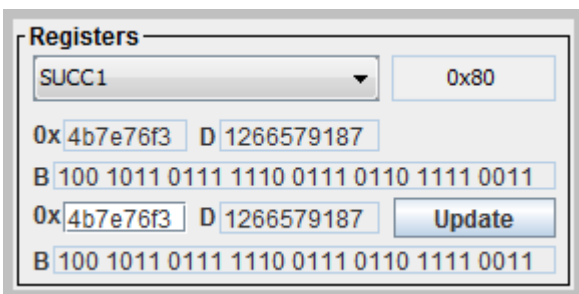 Registers
SUCC1 0x80
0x 4b7e76f3 D 1266579187
B 100 1011 0111 1110 0111 0110 1111 0011
0x 4b7e76f3 D 1266579187 Update
B 100 1011 0111 1110 0111 0110 1111 0011